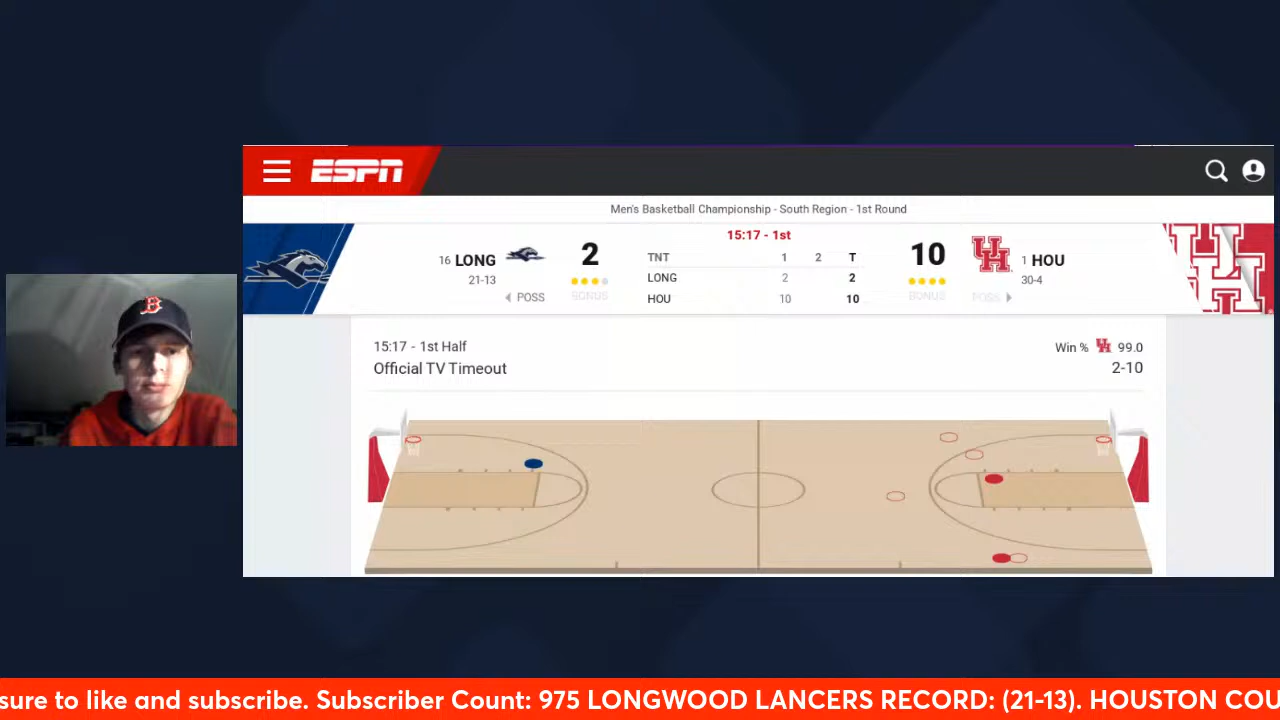 ESPN
Men's Basketball Championship - South Region - 1st Round
16 LONG
21-13
POSS
2
BONUS
15:17 - 1st
TNT 1 2 T
LONG 2 2
HOU 10 10
10
BONUS
1 HOU
30-4
POSS
15:17 - 1st Half
Official TV Timeout
Win % 99.0
2-10
B
sure to like and subscribe. Subscriber Count: 975 LONGWOOD LANCERS RECORD: (21-13). HOUSTON COU